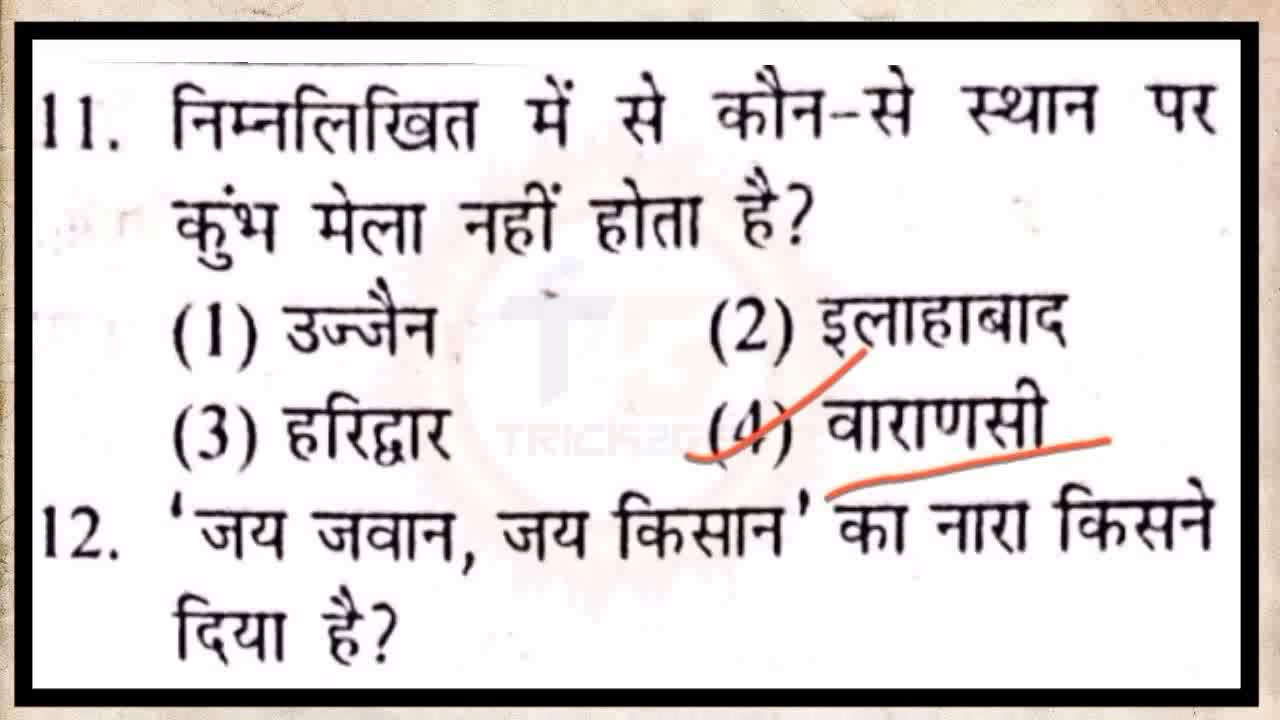 11. निम्नलिखित में से कौन-से स्थान पर
कुंभ मेला नहीं होता है?
(1) उज्जैन (2) इलाहाबाद
(3) हरिद्वार (4) वाराणसी
12. 'जय जवान, जय किसान' का नारा किसने
दिया है?